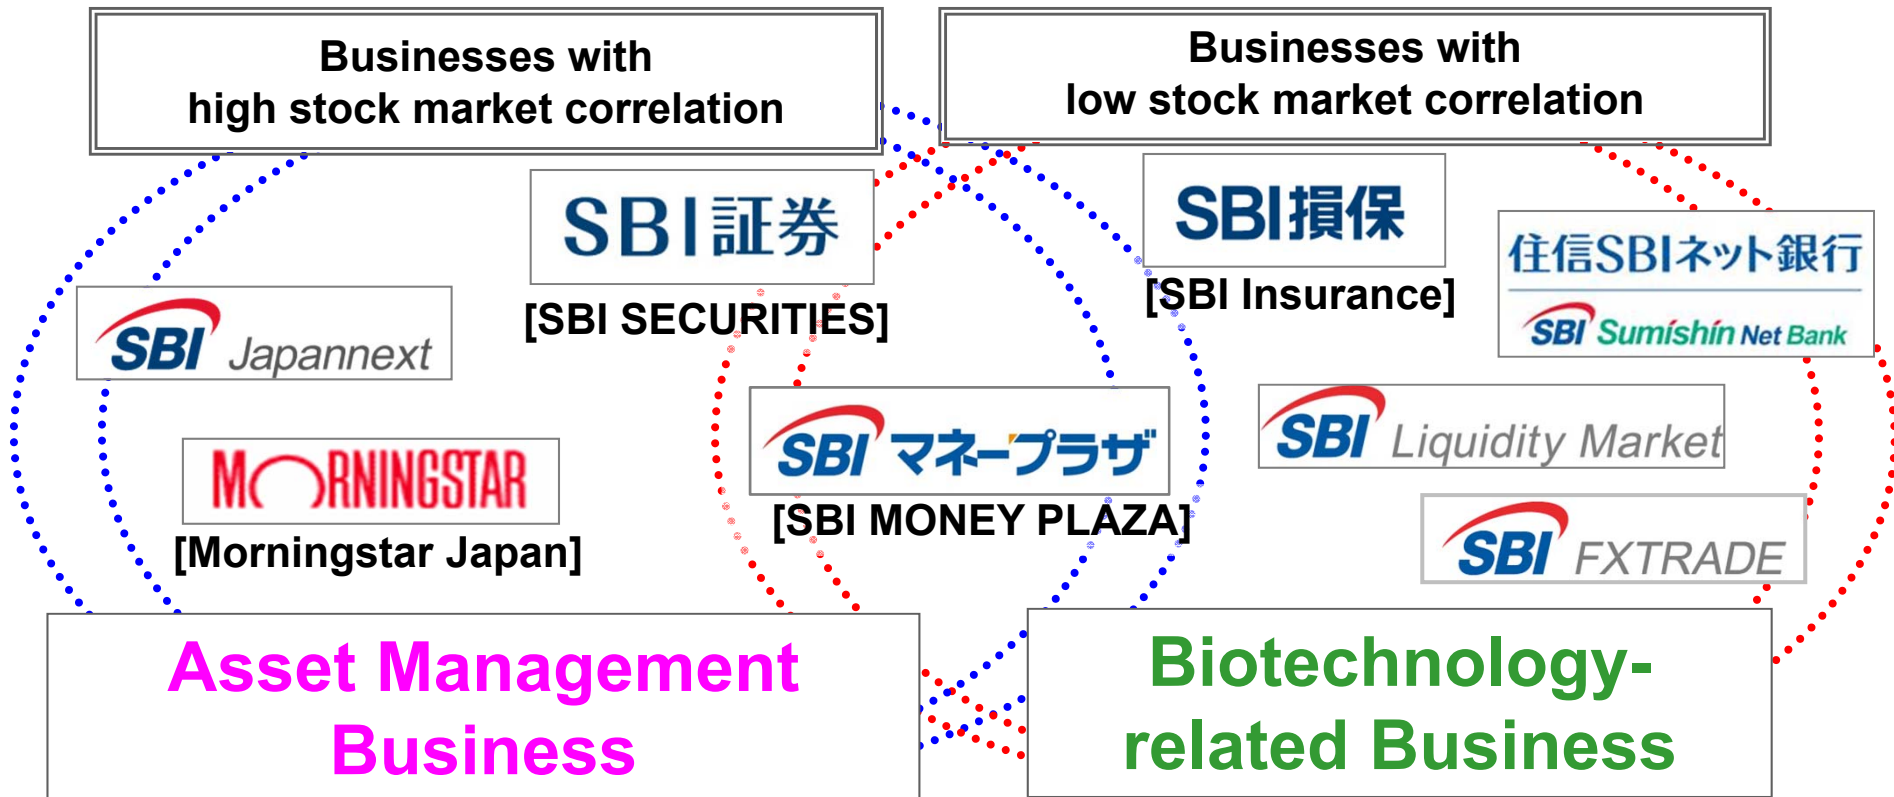 Businesses with
high stock market correlation
Businesses with
low stock market correlation
SBI証券
[SBI SECURITIES]
SBI損保
[SBI Insurance]
住信SBIネット銀行
SBI Sumishin Net Bank
SBI Japannext
MORNINGSTAR
[Morningstar Japan]
SBI マネープラザ
[SBI MONEY PLAZA]
SBI Liquidity Market
SBI FXTRADE
Asset Management
Business
Biotechnology-
related Business